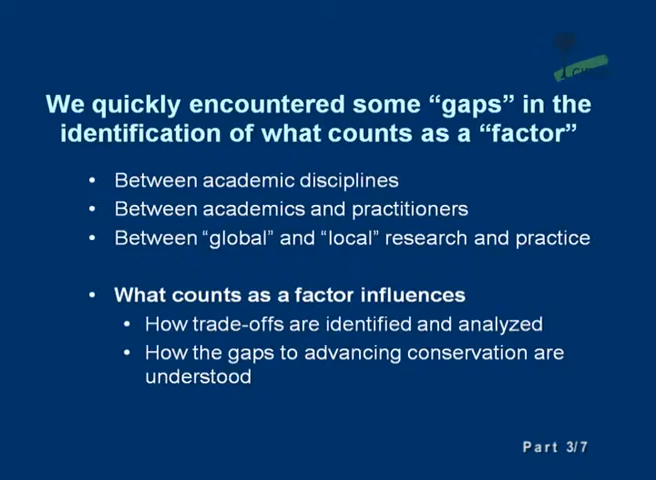 We quickly encountered some “gaps” in the
identification of what counts as a “factor”
• Between academic disciplines
• Between academics and practitioners
• Between “global” and “local” research and practice
• What counts as a factor influences
• How trade-offs are identified and analyzed
• How the gaps to advancing conservation are
understood
Part 3/7